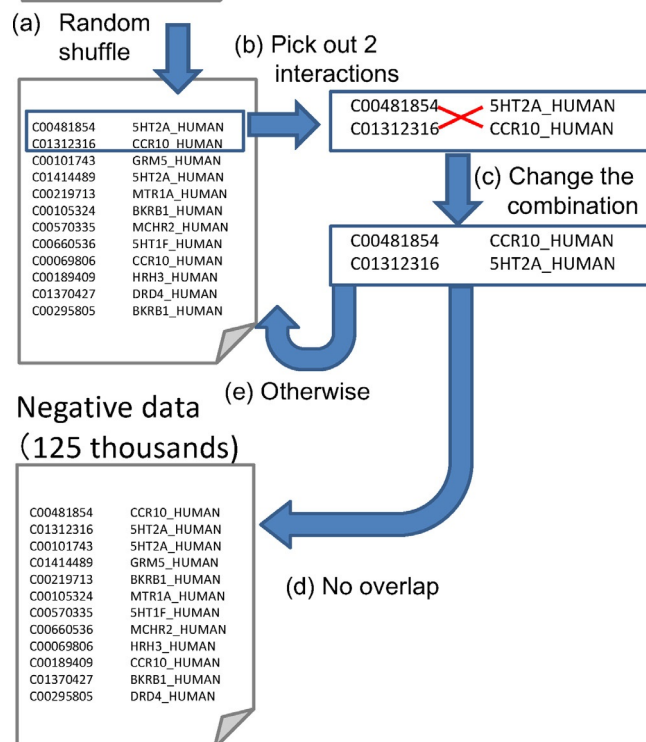 (a) Random
shuffle
(b) Pick out 2
interactions
C00481854 5HT2A_HUMAN
C01312316 CCR10_HUMAN
C00101743 GRM5_HUMAN
C01414489 5HT2A_HUMAN
C00219713 MTR1A_HUMAN
C00105324 BKRB1_HUMAN
C00570335 MCHR2_HUMAN
C00660536 5HT1F_HUMAN
C00069806 CCR10_HUMAN
C00189409 HRH3_HUMAN
C01370427 DRD4_HUMAN
C00295805 BKRB1_HUMAN
C00481854 5HT2A_HUMAN
C01312316 CCR10_HUMAN
(c) Change the
combination
C00481854 CCR10_HUMAN
C01312316 5HT2A_HUMAN
(e) Otherwise
Negative data
(125 thousands)
C00481854 CCR10_HUMAN
C01312316 5HT2A_HUMAN
C00101743 5HT2A_HUMAN
C01414489 GRM5_HUMAN
C00219713 BKRB1_HUMAN
C00105324 MTR1A_HUMAN
C00570335 5HT1F_HUMAN
C00660536 MCHR2_HUMAN
C00069806 HRH3_HUMAN
C00189409 CCR10_HUMAN
C01370427 BKRB1_HUMAN
C00295805 DRD4_HUMAN
(d) No overlap